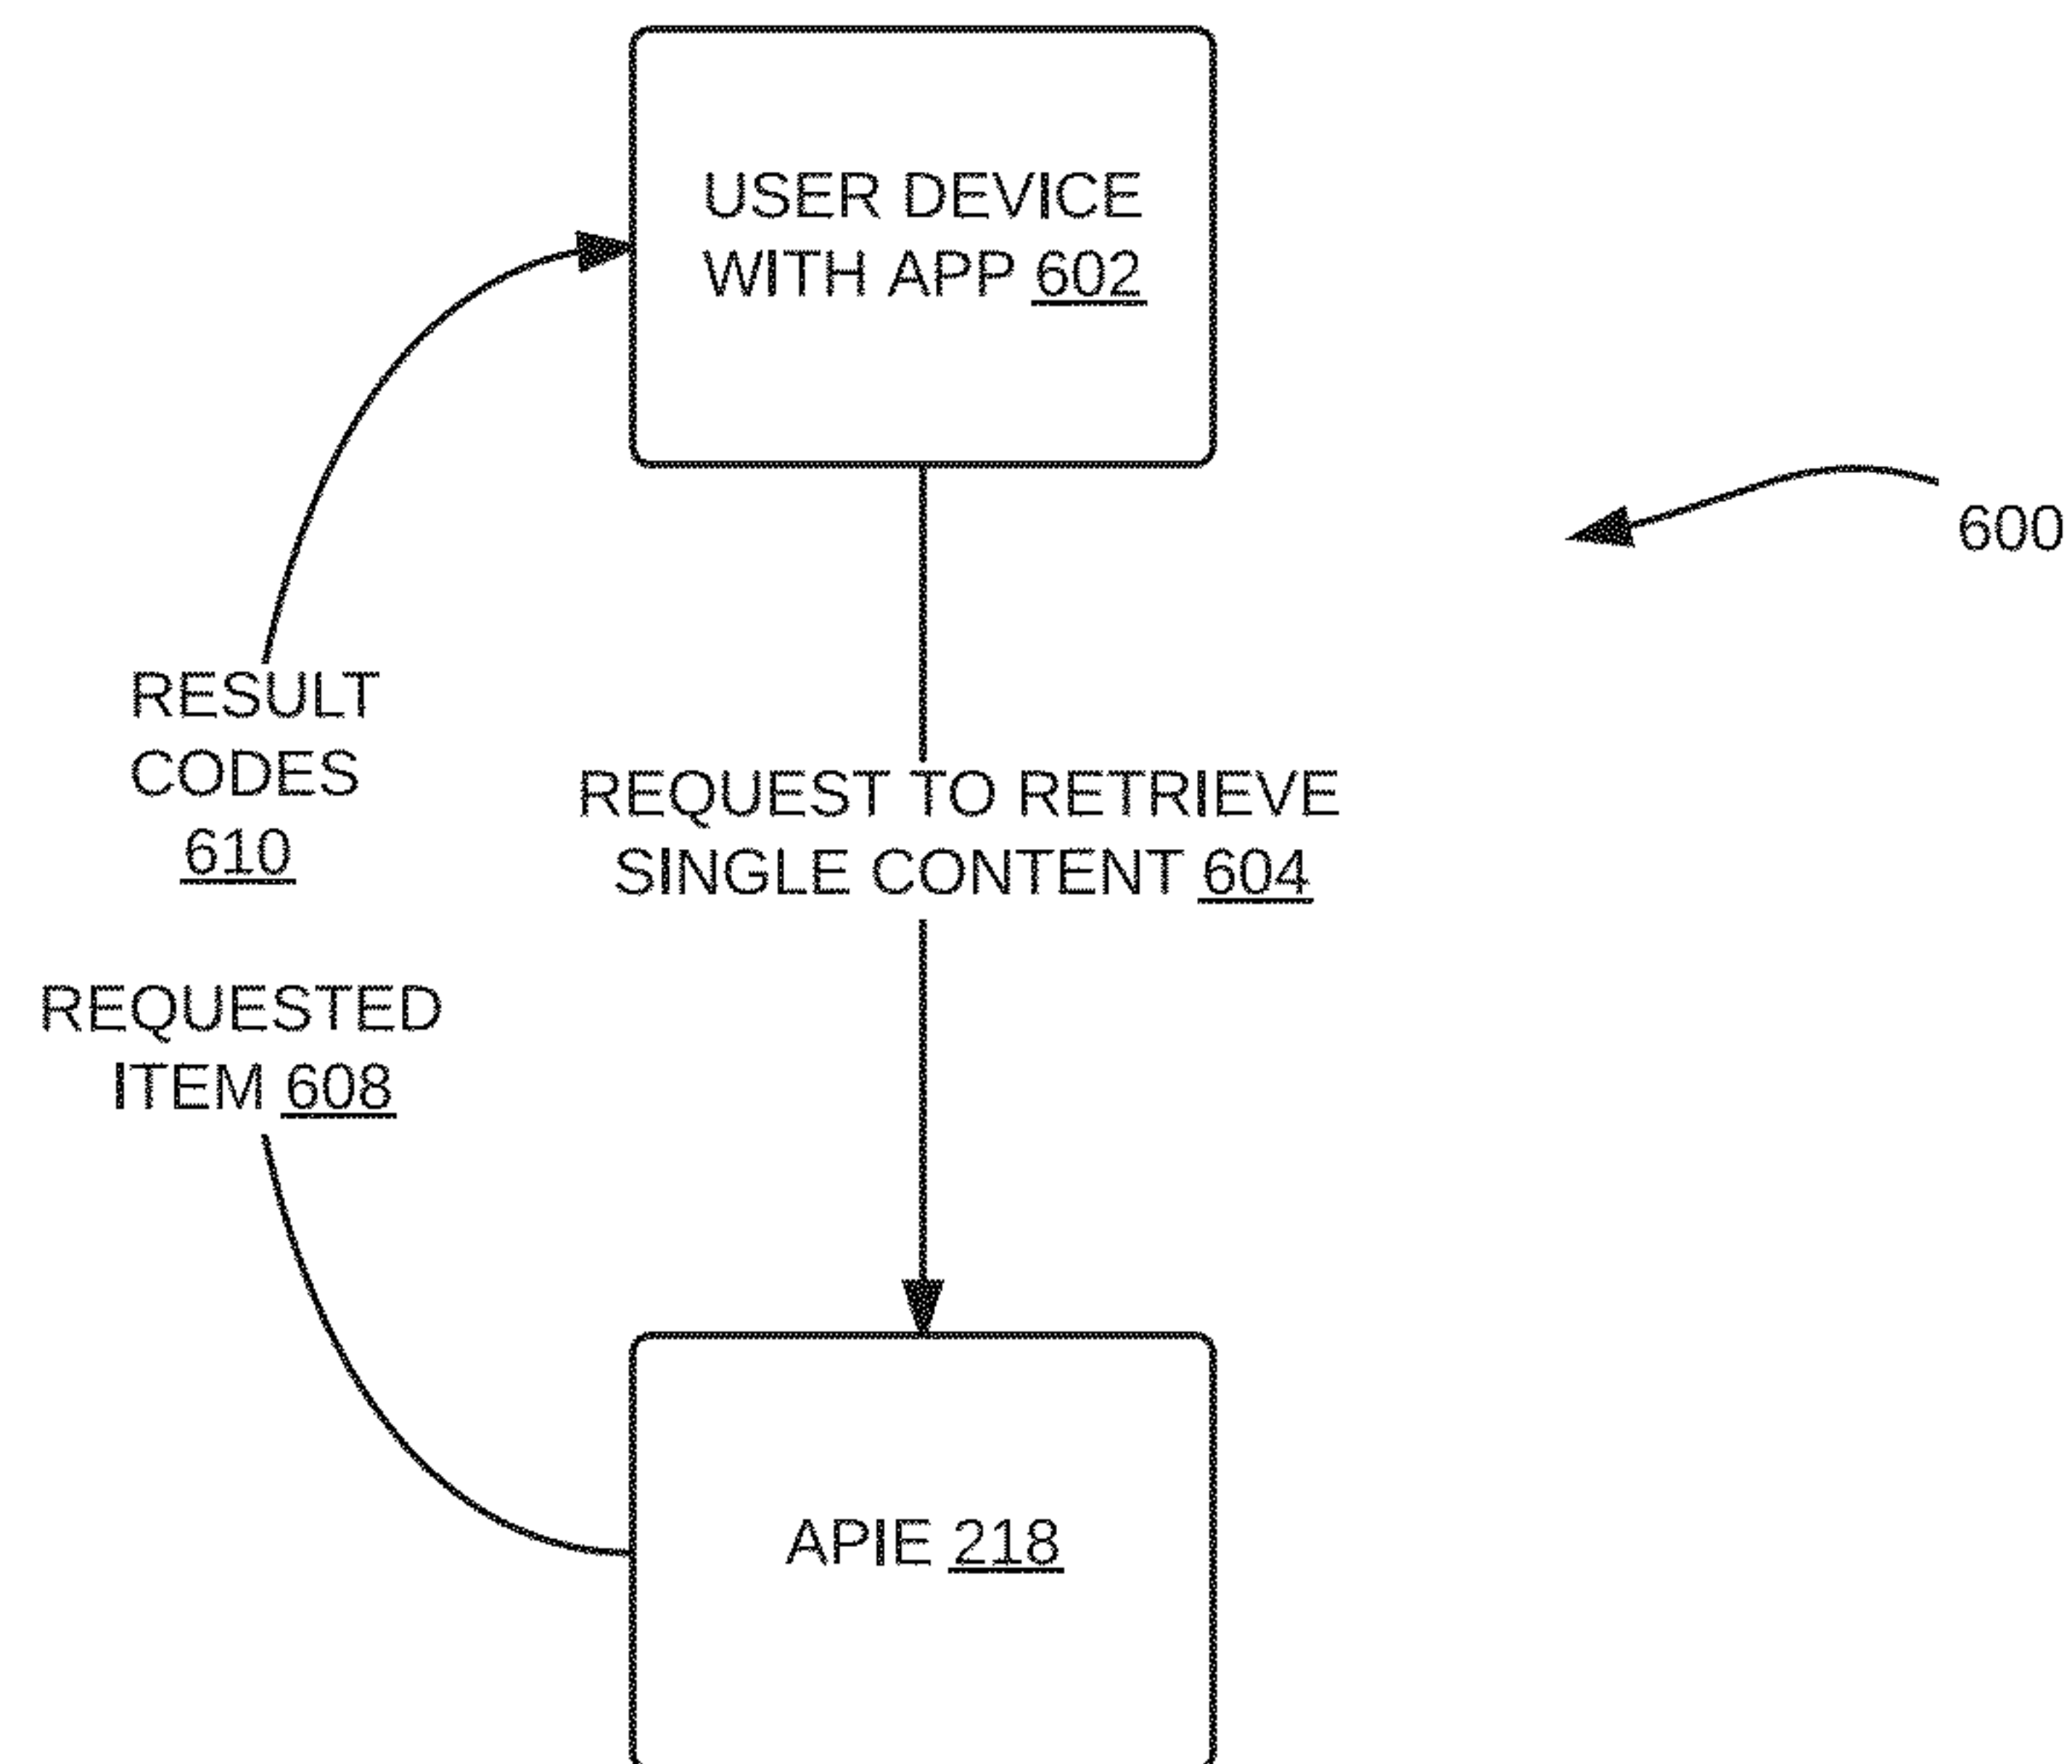 USER DEVICE
WITH APP 602
600
RESULT
CODES
610
REQUEST TO RETRIEVE
SINGLE CONTENT 604
REQUESTED
ITEM 608
APIE 218